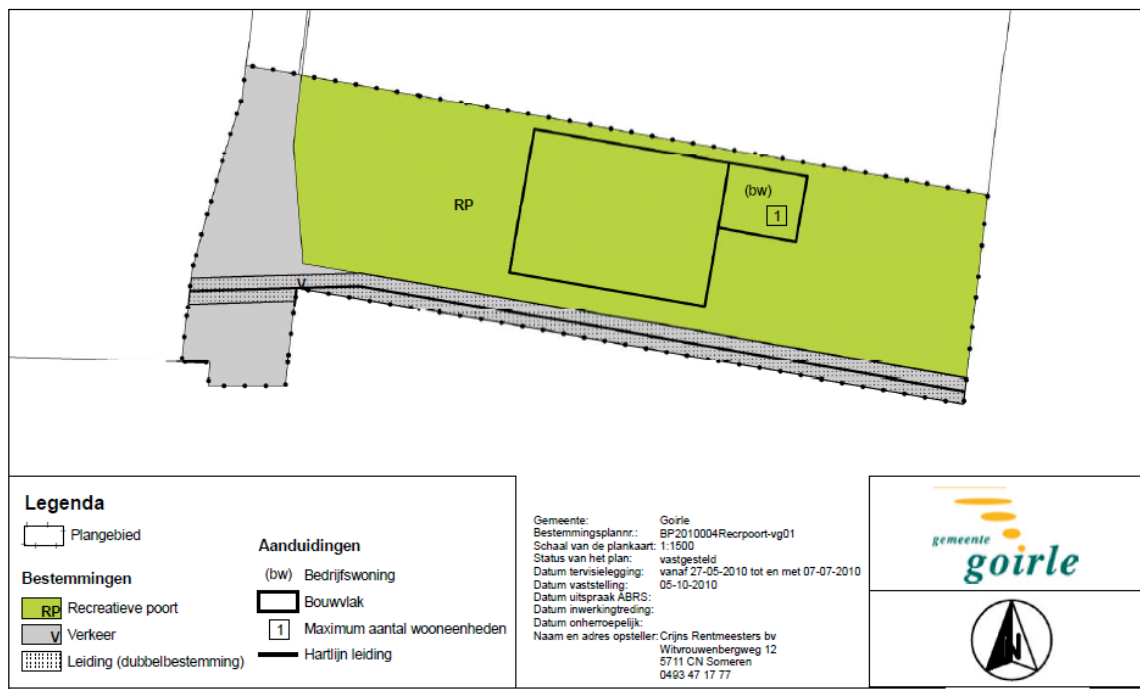 RP
(bw)
1
V
Legenda
Plangebied
Bestemmingen
RP Recreatieve poort
V Verkeer
Leiding (dubbelbestemming)
Aanduidingen
(bw) Bedrijfswoning
Bouwvlak
1 Maximum aantal wooneenheden
Hartlijn leiding
Gemeente: Goirle
Bestemmingsplannr.: BP2010004Recrpoort-vg01
Schaal van de plankaart: 1:1500
Status van het plan: vastgesteld
Datum tervisielegging: vanaf 27-05-2010 tot en met 07-07-2010
Datum vaststelling: 05-10-2010
Datum uitspraak ABRS:
Datum inwerkingtreding:
Datum onherroepelijk:
Naam en adres opsteller: Crijns Rentmeesters bv
Witvrouwenbergweg 12
5711 CN Someren
0493 47 17 77
gemeente
goirle
N